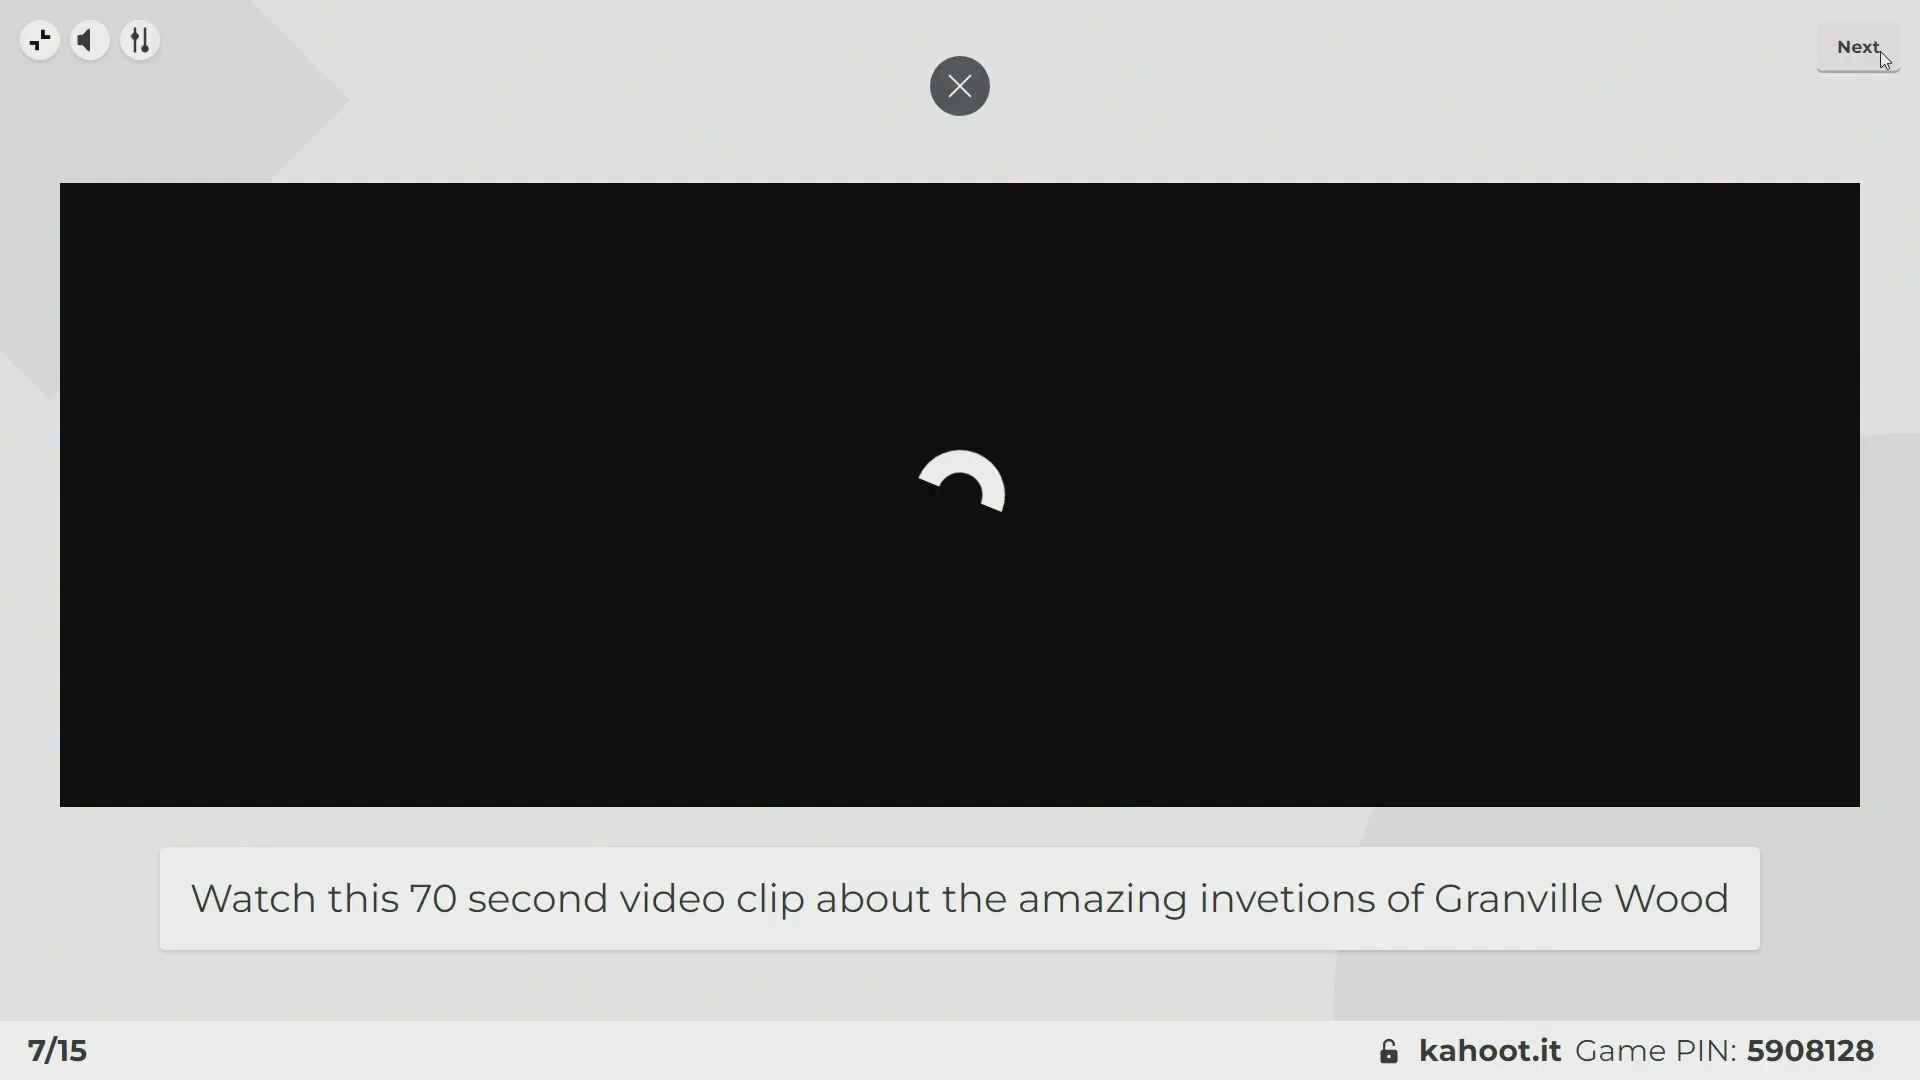 Next
Watch this 70 second video clip about the amazing invetions of Granville Wood
7/15
kahoot.it Game PIN: 5908128